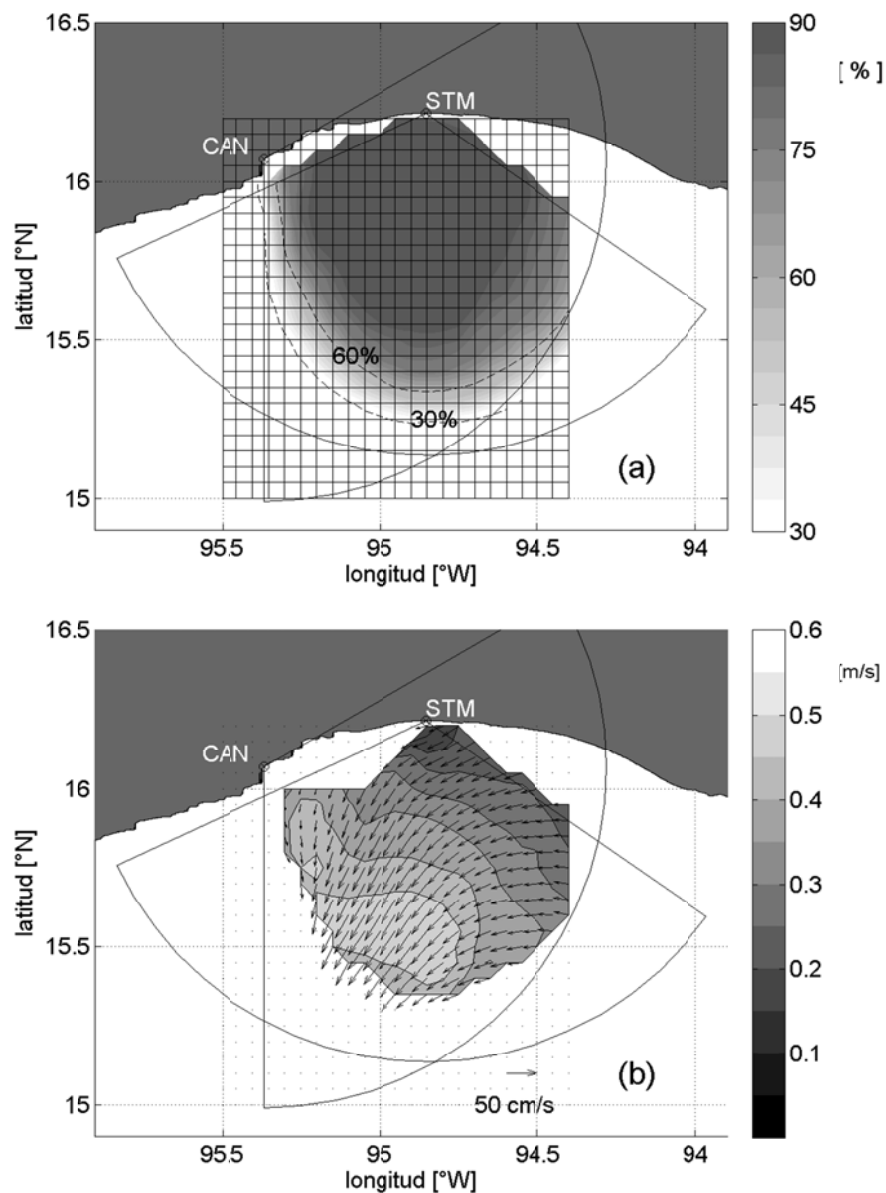 16.5
90
[ % ]
STM
CAN
75
16
latitud [°N]
60
15.5
60%
30%
45
(a)
15
30
95.5
95
94.5
94
longitud [°W]
16.5
0.6
[m/s]
STM
0.5
CAN
16
0.4
latitud [°N]
0.3
15.5
0.2
0.1
(b)
50 cm/s
15
95.5
95
94.5
94
longitud [°W]